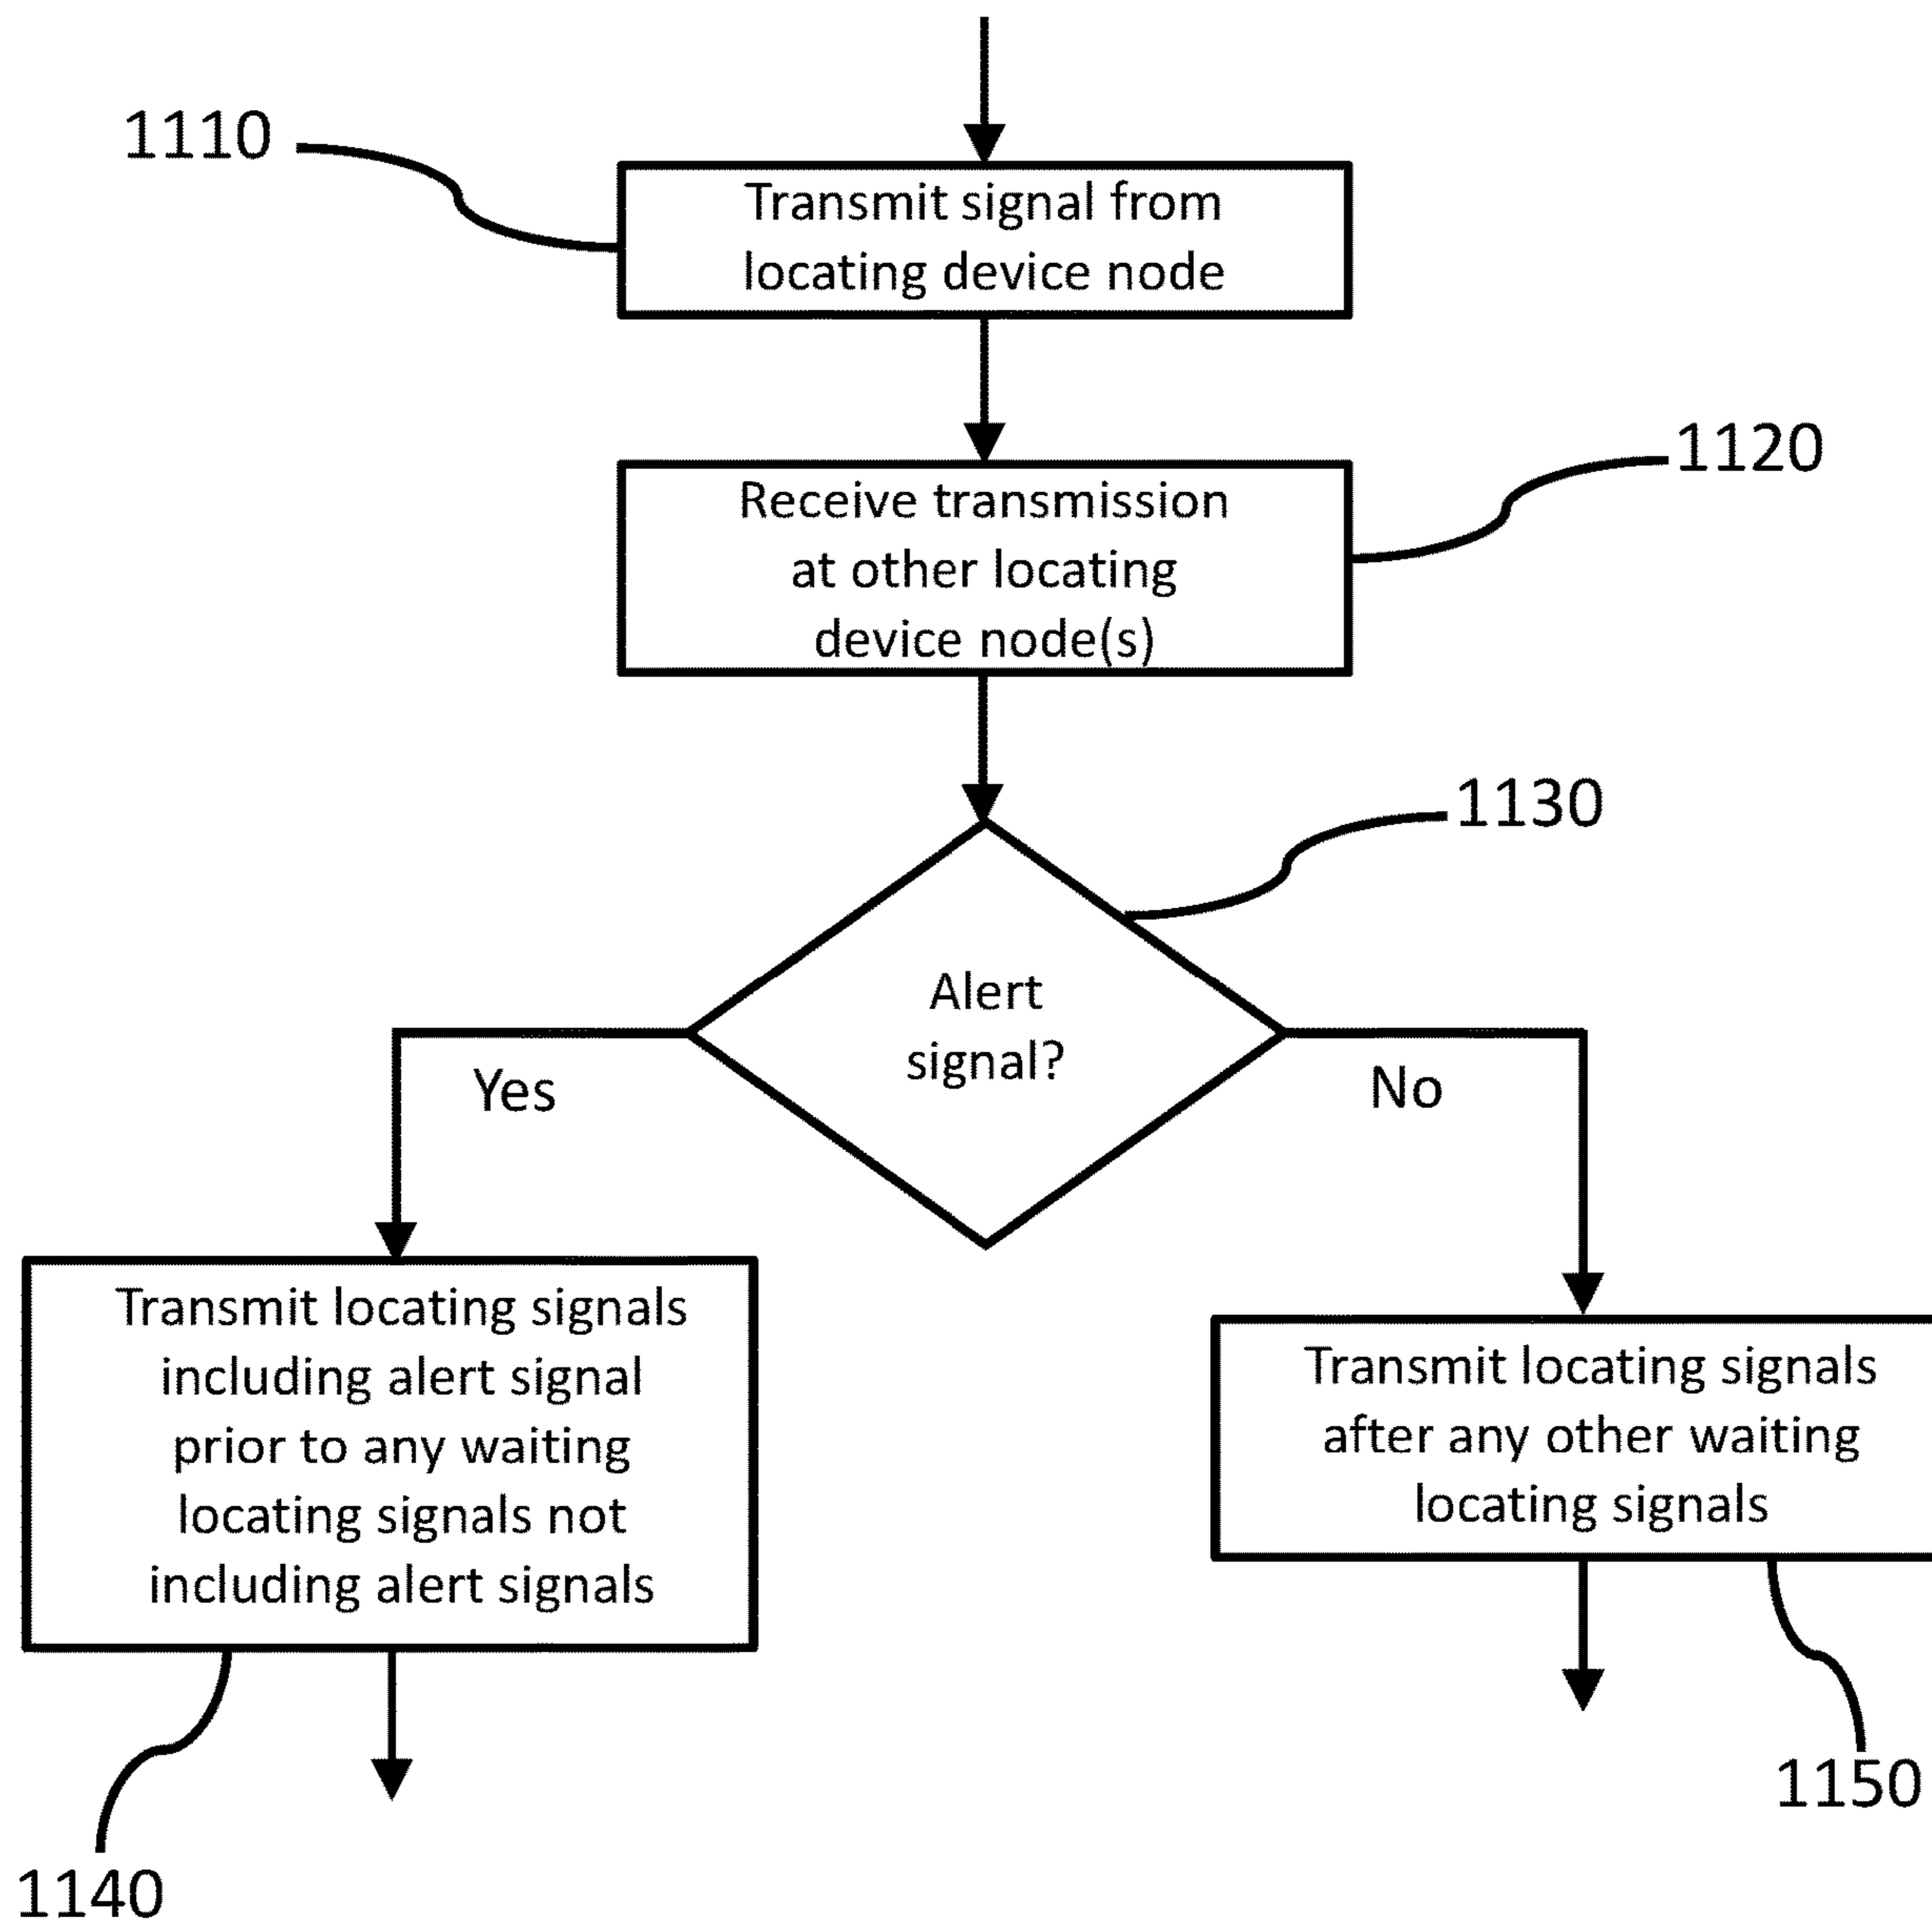 1110
Transmit signal from
locating device node
1120
Receive transmission
at other locating
device node(s)
1130
Alert
signal?
Yes
No
Transmit locating signals
including alert signal
prior to any waiting
locating signals not
including alert signals
Transmit locating signals
after any other waiting
locating signals
1150
1140